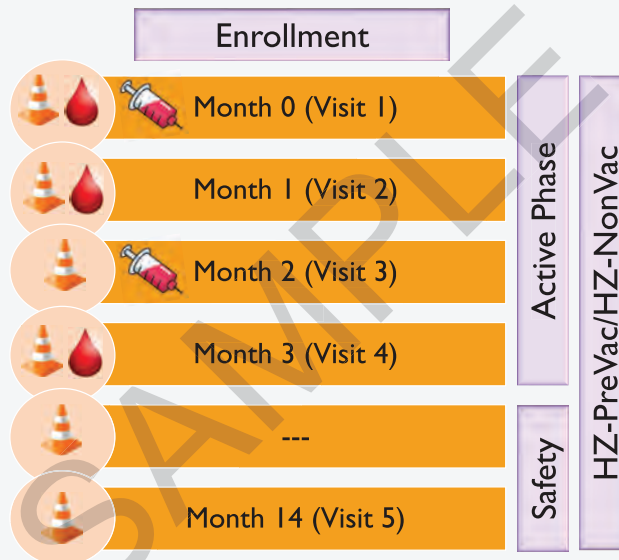 Enrollment
Month 0 (Visit 1)
Month 1 (Visit 2)
Month 2 (Visit 3)
Month 3 (Visit 4)
---
Month 14 (Visit 5)
Active Phase
Safety
HZ-PreVac/HZ-NonVac
SAMPLE